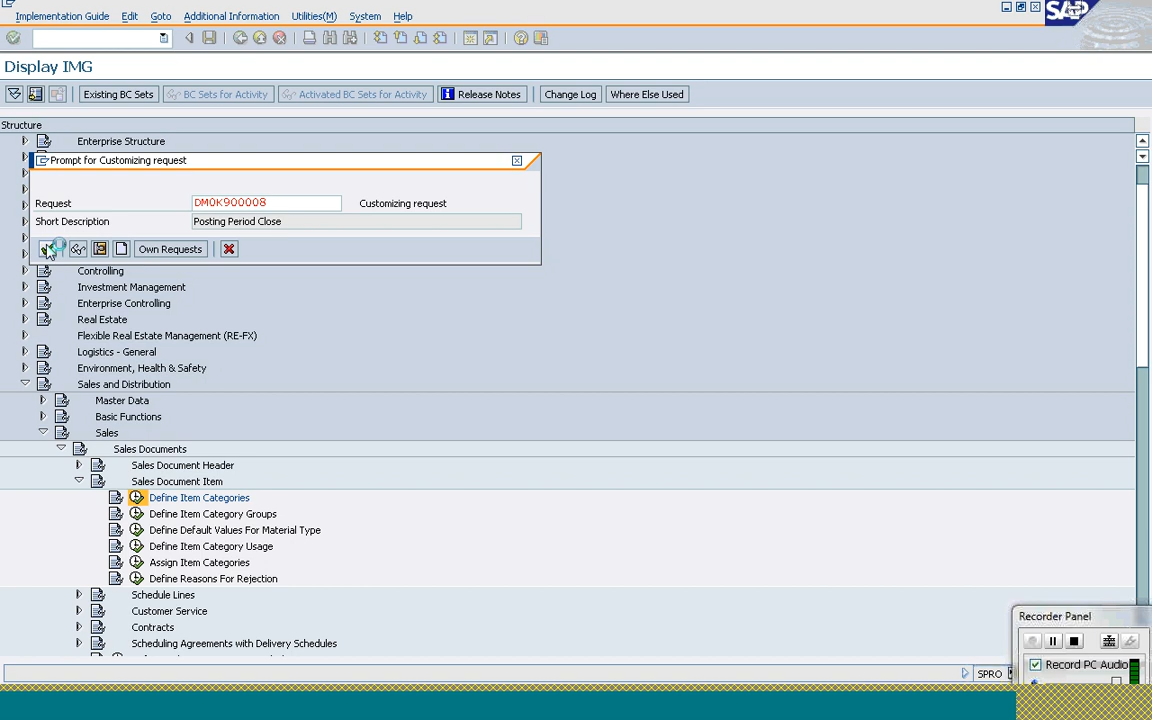 Implementation Guide Edit Goto Additional Information Utilities(M) System Help
SAP
Display IMG
Existing BC Sets BC Sets for Activity Activated BC Sets for Activity Release Notes Change Log Where Else Used
Structure
Enterprise Structure
Prompt for Customizing request
Request DM0K900008 Customizing request
Short Description Posting Period Close
Own Requests
Controlling
Investment Management
Enterprise Controlling
Real Estate
Flexible Real Estate Management (RE-FX)
Logistics - General
Environment, Health & Safety
Sales and Distribution
Master Data
Basic Functions
Sales
Sales Documents
Sales Document Header
Sales Document Item
Define Item Categories
Define Item Category Groups
Define Default Values For Material Type
Define Item Category Usage
Assign Item Categories
Define Reasons For Rejection
Schedule Lines
Customer Service
Contracts
Scheduling Agreements with Delivery Schedules
Recorder Panel
Record PC Audio
SPRO